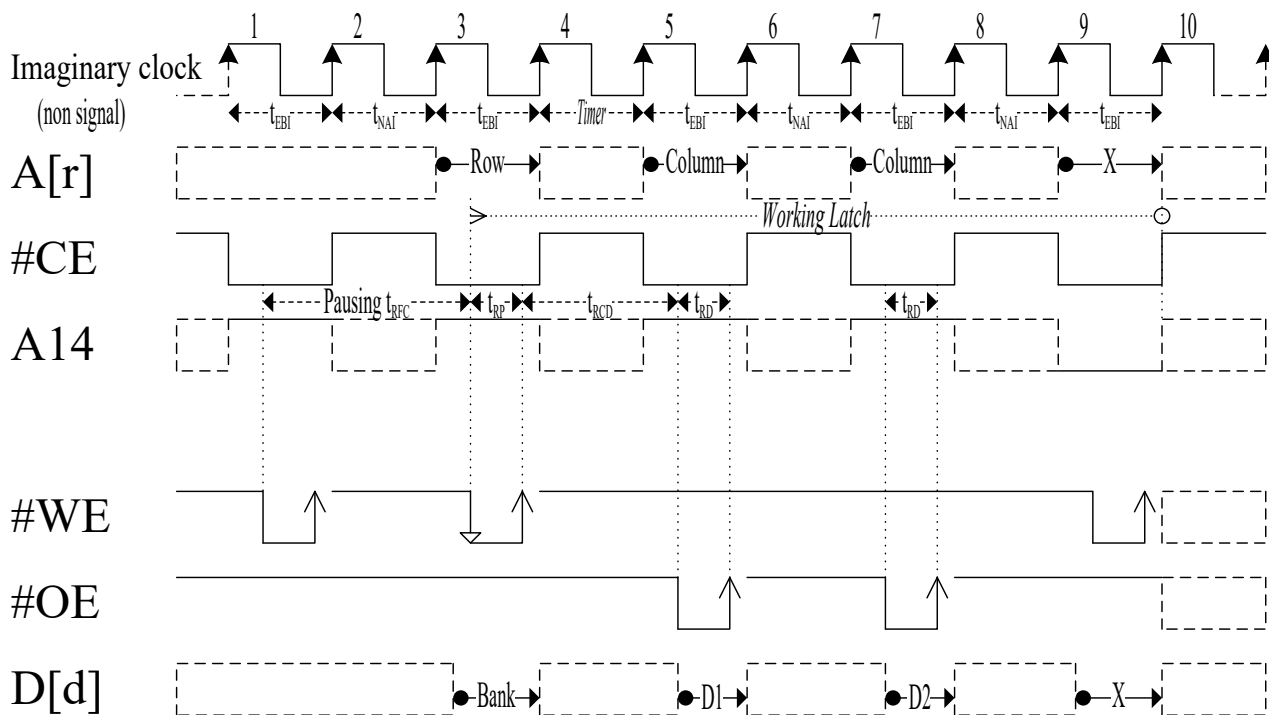 1 2 3 4 5 6 7 8 9 10
Imaginary clock
(non signal)
tEBI tNAI tEBI Timer tEBI tNAI tEBI tNAI tEBI
A[r]
Row Column Column X
Working Latch
#CE
Pausing tRFC tRP tRCD tRD tRD
A14
#WE
#OE
D[d]
Bank D1 D2 X